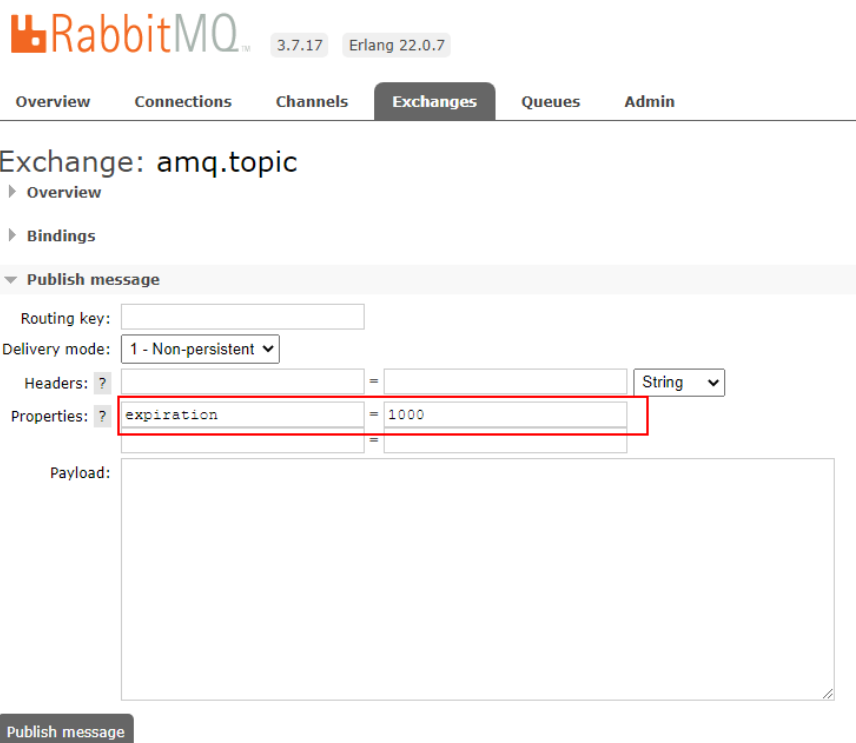 RabbitMQ TM 3.7.17 Erlang 22.0.7
Overview Connections Channels Exchanges Queues Admin
Exchange: amq.topic
Overview
Bindings
Publish message
Routing key:
Delivery mode: 1 - Non-persistent
Headers: ? = String
Properties: ? expiration = 1000
=
Payload:
Publish message